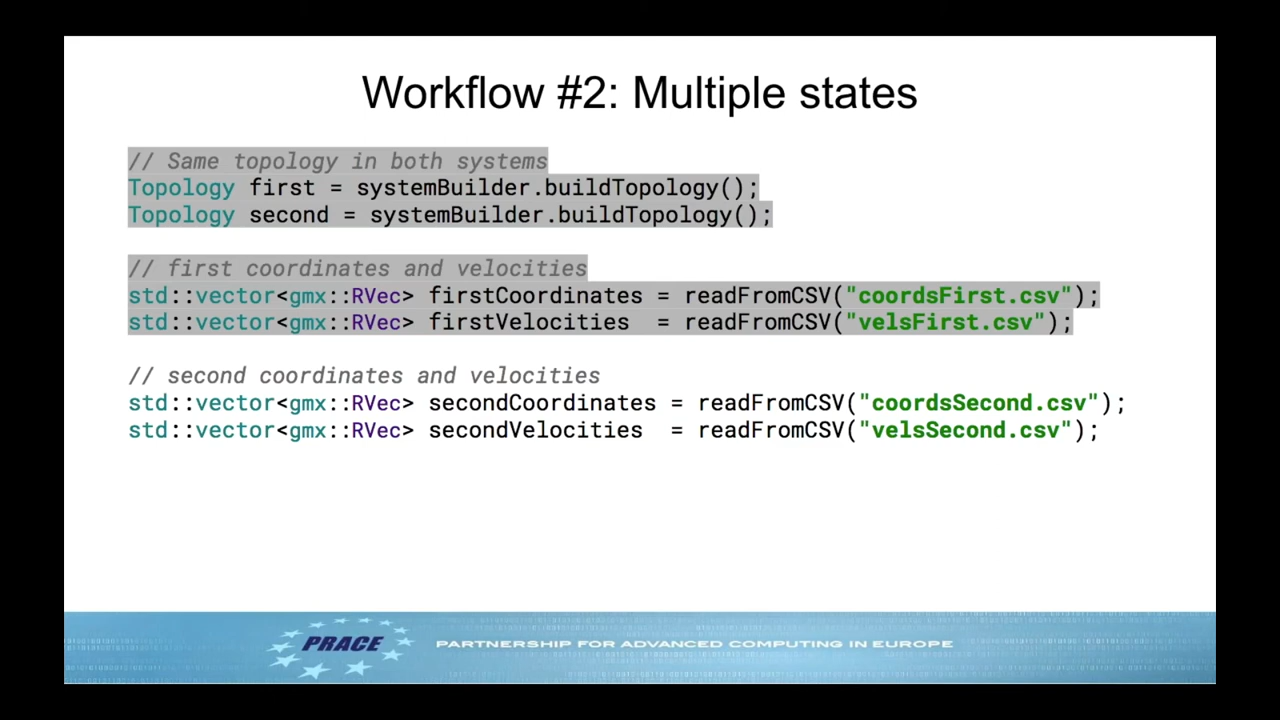 Workflow #2: Multiple states
// Same topology in both systems
Topology first = systemBuilder.buildTopology();
Topology second = systemBuilder.buildTopology();
// first coordinates and velocities
std::vector<gmx::RVec> firstCoordinates = readFromCSV("coordsFirst.csv");
std::vector<gmx::RVec> firstVelocities  = readFromCSV("velsFirst.csv");
// second coordinates and velocities
std::vector<gmx::RVec> secondCoordinates = readFromCSV("coordsSecond.csv");
std::vector<gmx::RVec> secondVelocities  = readFromCSV("velsSecond.csv");
PRACE
PARTNERSHIP FOR ADVANCED COMPUTING IN EUROPE